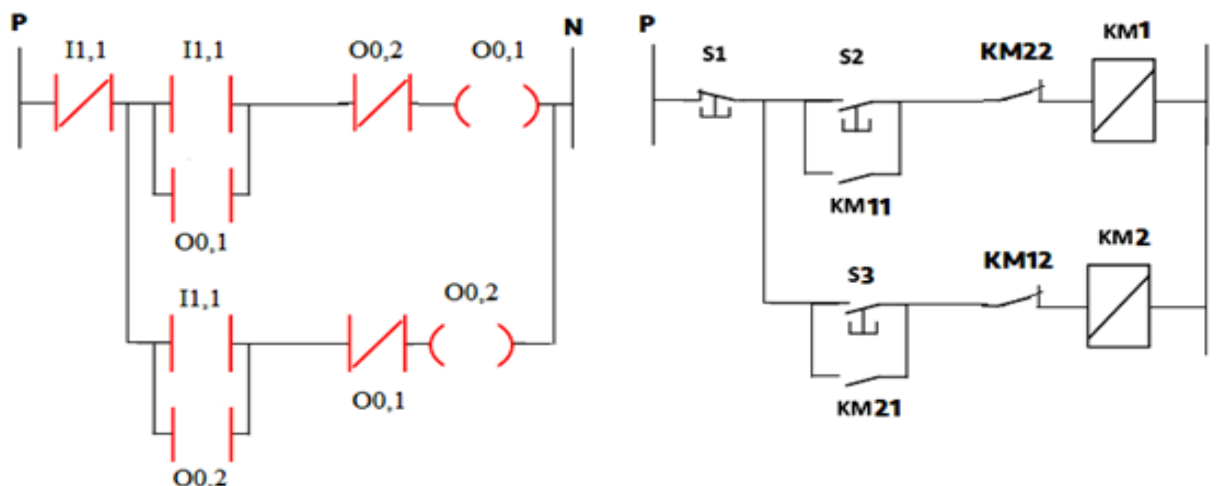 P
N
I1,1
I1,1
O0,2
O0,1
O0,1
I1,1
O0,2
O0,1
O0,2
P
S1
S2
KM22
KM1
KM11
S3
KM12
KM2
KM21